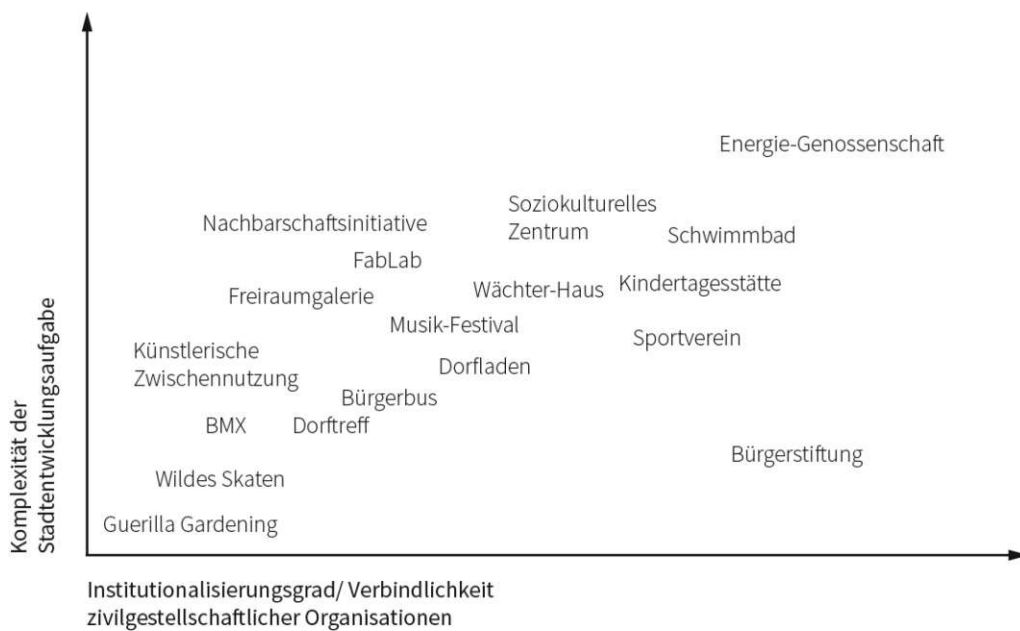 Energie-Genossenschaft
Soziokulturelles
Zentrum
Nachbarschaftsinitiative
Schwimmbad
FabLab
Kindertagesstätte
Wächter-Haus
Freiraumgalerie
Musik-Festival
Sportverein
Künstlerische
Zwischennutzung
Dorfladen
Bürgerbus
BMX
Dorftreff
Bürgerstiftung
Wildes Skaten
Guerilla Gardening
Komplexität der
Stadtentwicklungsaufgabe
Institutionalisierungsgrad/ Verbindlichkeit
zivilgestellschaftlicher Organisationen